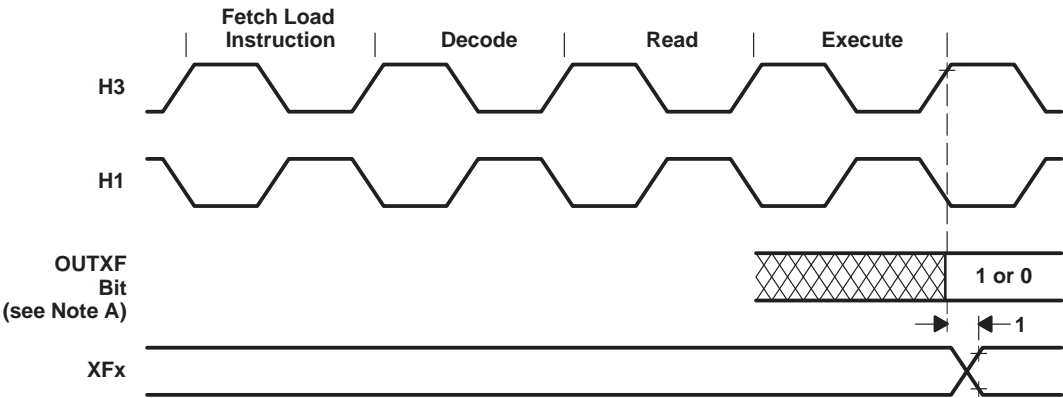 Fetch Load
Instruction
Decode
Read
Execute
H3
H1
OUTXF
Bit
(see Note A)
1 or 0
1
XFx